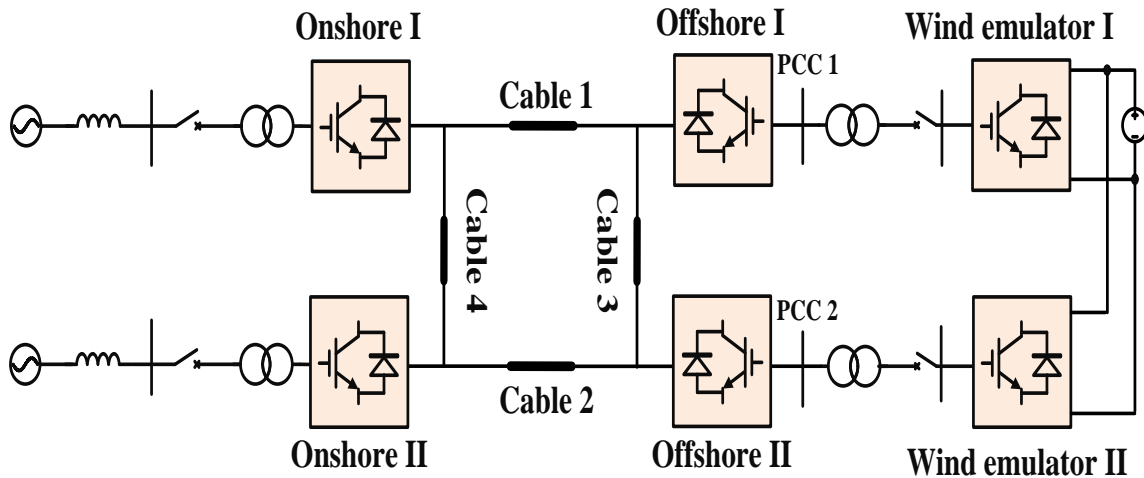 Onshore I
Offshore I
Wind emulator I
PCC 1
Cable 1
Cable 4
Cable 3
PCC 2
Cable 2
Onshore II
Offshore II
Wind emulator II